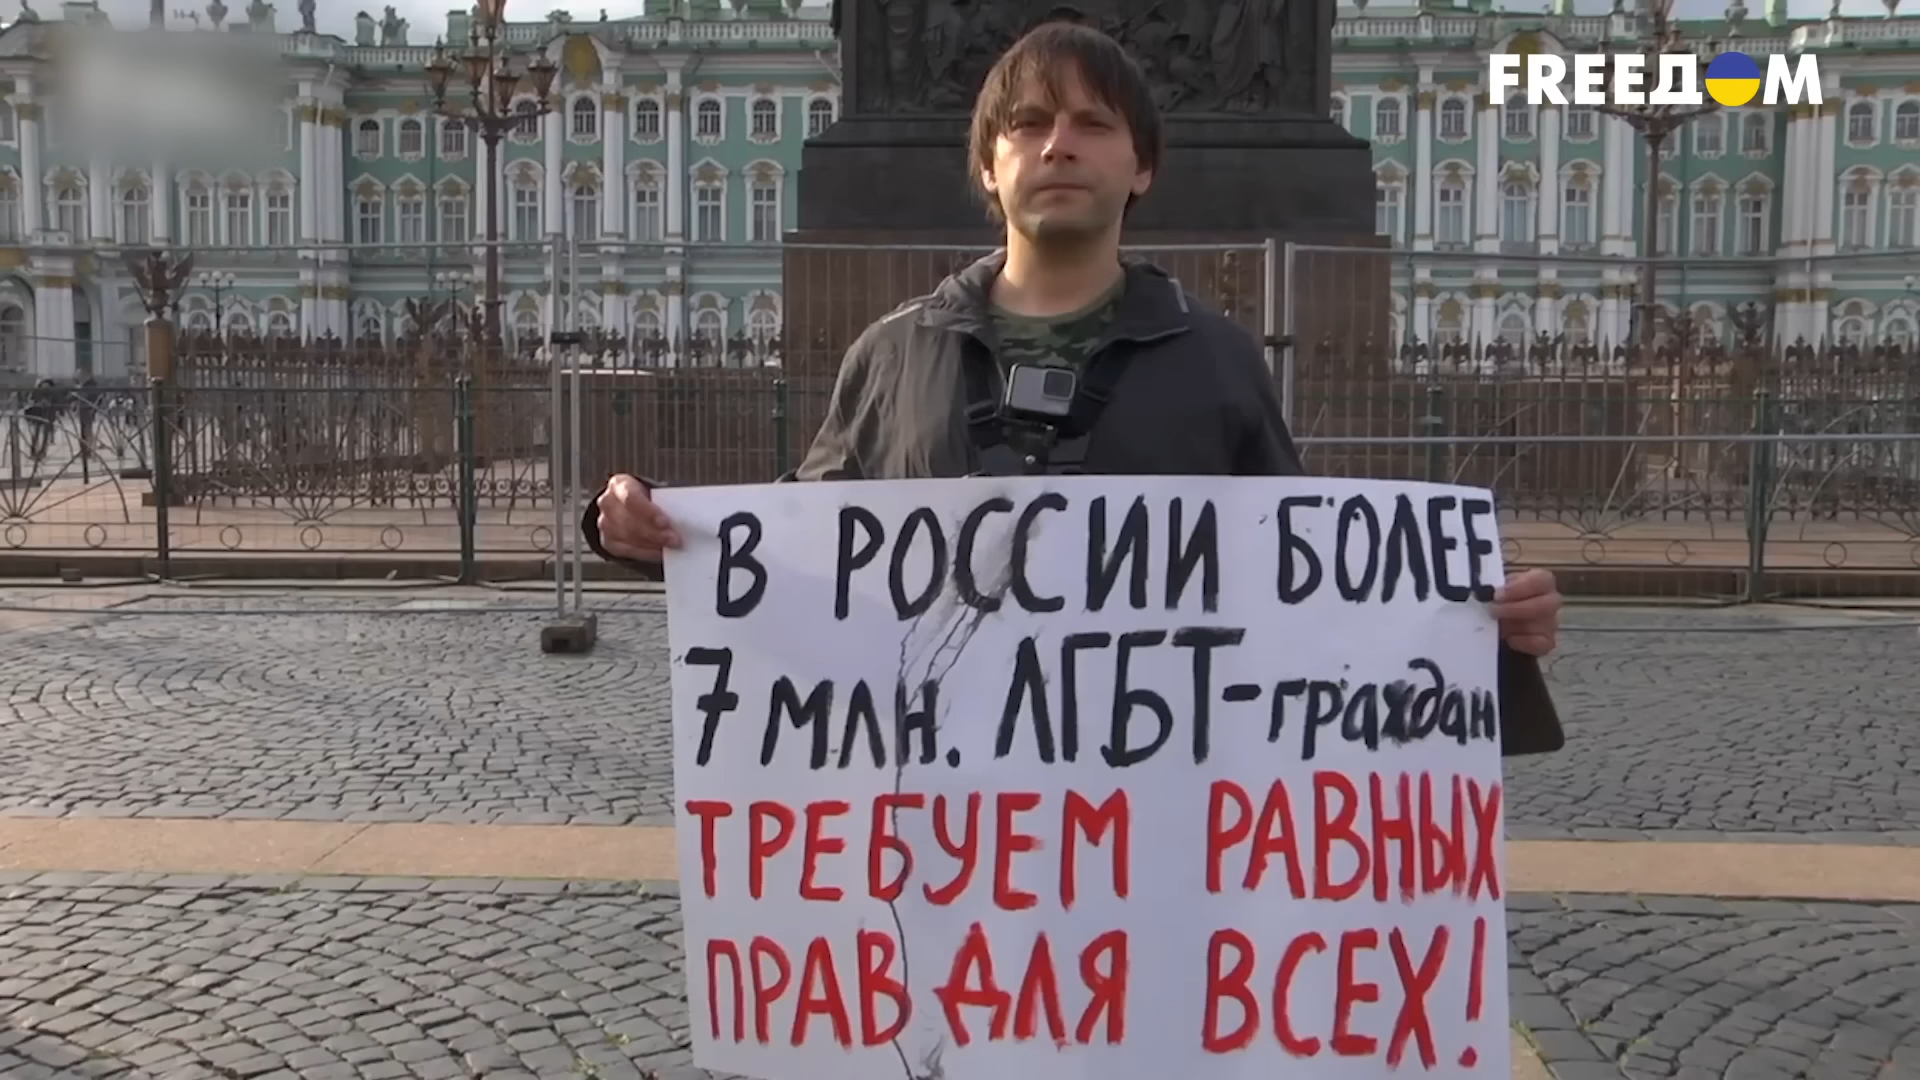 FREEДOM
В РОССИИ БОЛЕЕ
7 МЛН. ЛГБТ-граждан
ТРЕБУЕМ РАВНЫХ
ПРАВ ДЛЯ ВСЕХ!